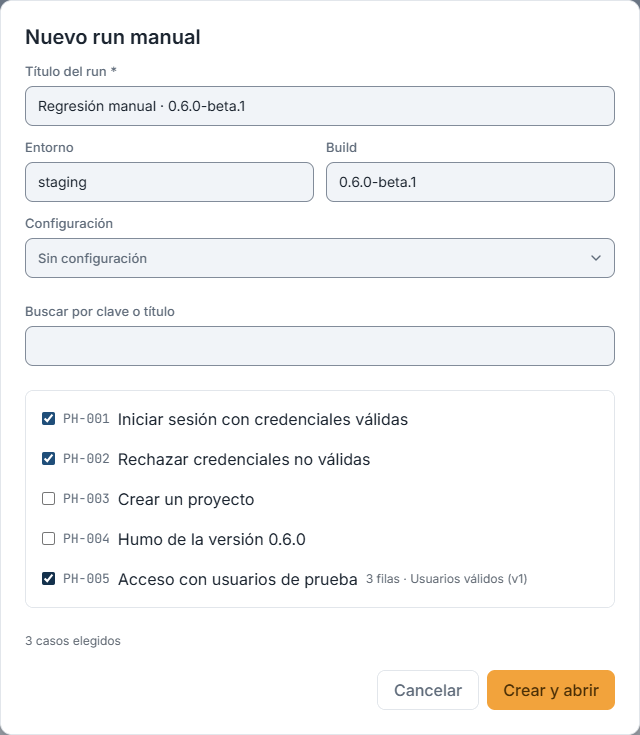 Nuevo run manual
Título del run *
Regresión manual · 0.6.0-beta.1
Entorno
Build
staging
0.6.0-beta.1
Configuración
Sin configuración
Buscar por clave o título
PH-001 Iniciar sesión con credenciales válidas
PH-002 Rechazar credenciales no válidas
PH-003 Crear un proyecto
PH-004 Humo de la versión 0.6.0
PH-005 Acceso con usuarios de prueba 3 filas · Usuarios válidos (v1)
3 casos elegidos
Cancelar
Crear y abrir